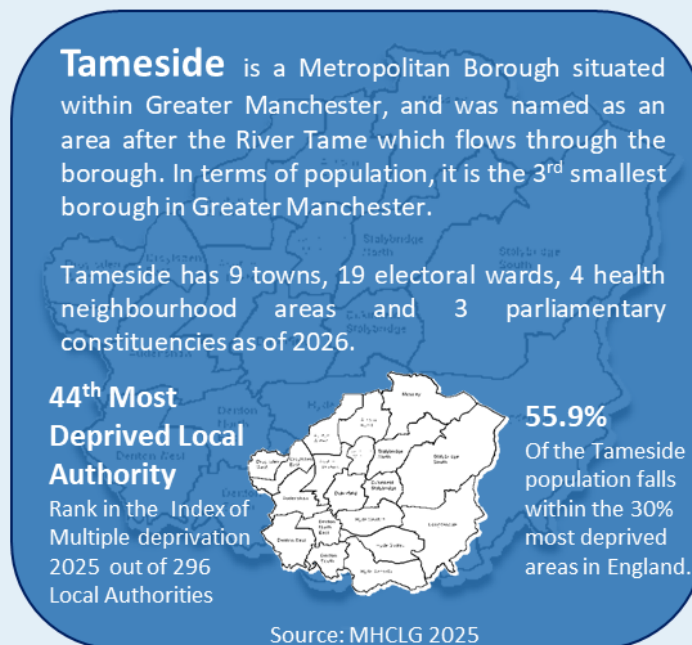 Tameside is a Metropolitan Borough situated
within Greater Manchester, and was named as an
area after the River Tame which flows through the
borough. In terms of population, it is the 3rd smallest
borough in Greater Manchester.
Tameside has 9 towns, 19 electoral wards, 4 health
neighbourhood areas and 3 parliamentary
constituencies as of 2026.
44th Most
Deprived Local
Authority
Rank in the Index of
Multiple deprivation
2025 out of 296
Local Authorities
55.9%
Of the Tameside
population falls
within the 30%
most deprived
areas in England.
Source: MHCLG 2025